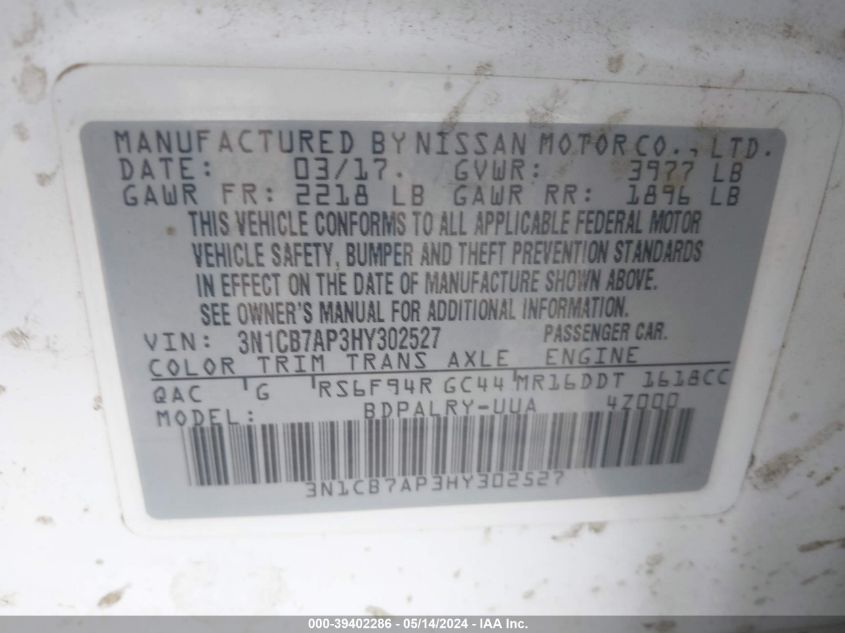 MANUFACTURED BY NISSAN MOTOR CO., LTD.
DATE: 03/17. GVWR: 3977 LB
GAWR FR: 2218 LB GAWR RR: 1896 LB
THIS VEHICLE CONFORMS TO ALL APPLICABLE FEDERAL MOTOR
VEHICLE SAFETY, BUMPER AND THEFT PREVENTION STANDARDS
IN EFFECT ON THE DATE OF MANUFACTURE SHOWN ABOVE.
SEE OWNER'S MANUAL FOR ADDITIONAL INFORMATION.
VIN: 3N1CB7AP3HY302527 PASSENGER CAR.
COLOR TRIM TRANS AXLE ENGINE
QAC G RS6F94R GC44 MR16DDT 1618CC
MODEL: BDPALRY-UUA 4Z000
3N1CB7AP3HY302527
000-39402286 - 05/14/2024 - IAA Inc.